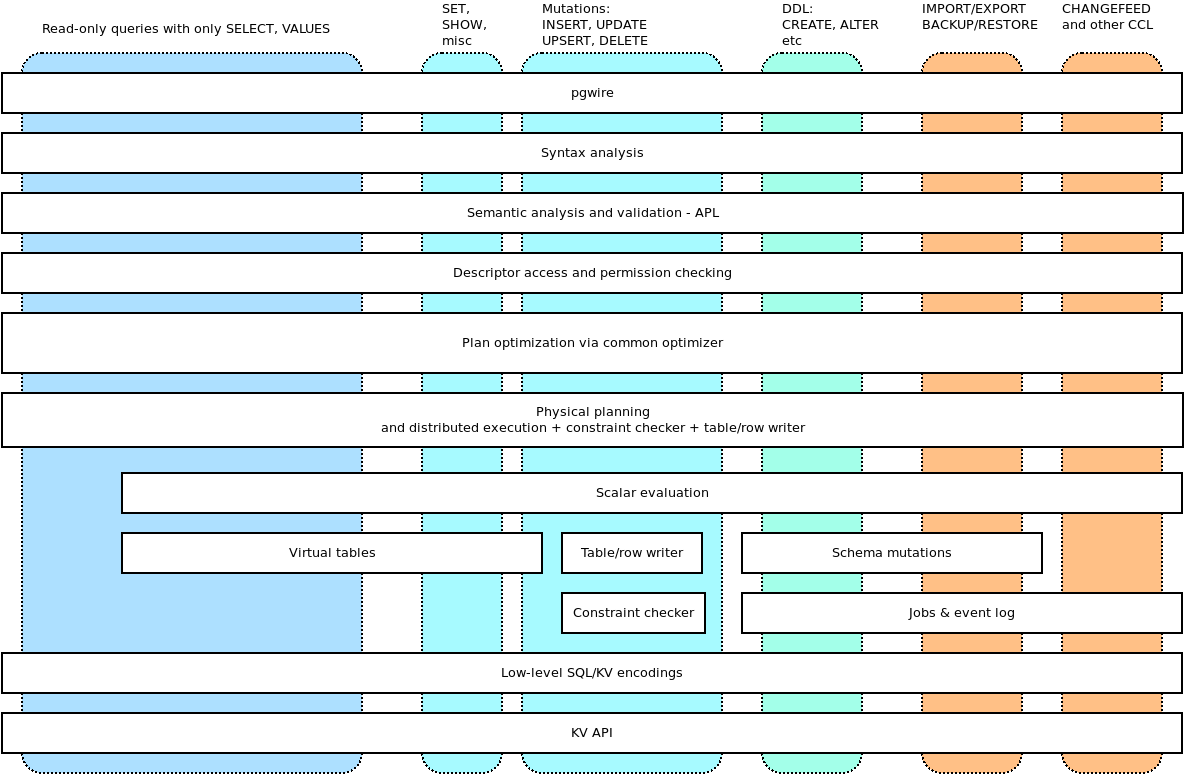 Read-only queries with only SELECT, VALUES
SET,
SHOW,
misc
Mutations:
INSERT, UPDATE
UPSERT, DELETE
DDL:
CREATE, ALTER
etc
IMPORT/EXPORT
BACKUP/RESTORE
CHANGEFEED
and other CCL
pgwire
Syntax analysis
Semantic analysis and validation - APL
Descriptor access and permission checking
Plan optimization via common optimizer
Physical planning
and distributed execution + constraint checker + table/row writer
Scalar evaluation
Virtual tables
Table/row writer
Schema mutations
Constraint checker
Jobs & event log
Low-level SQL/KV encodings
KV API